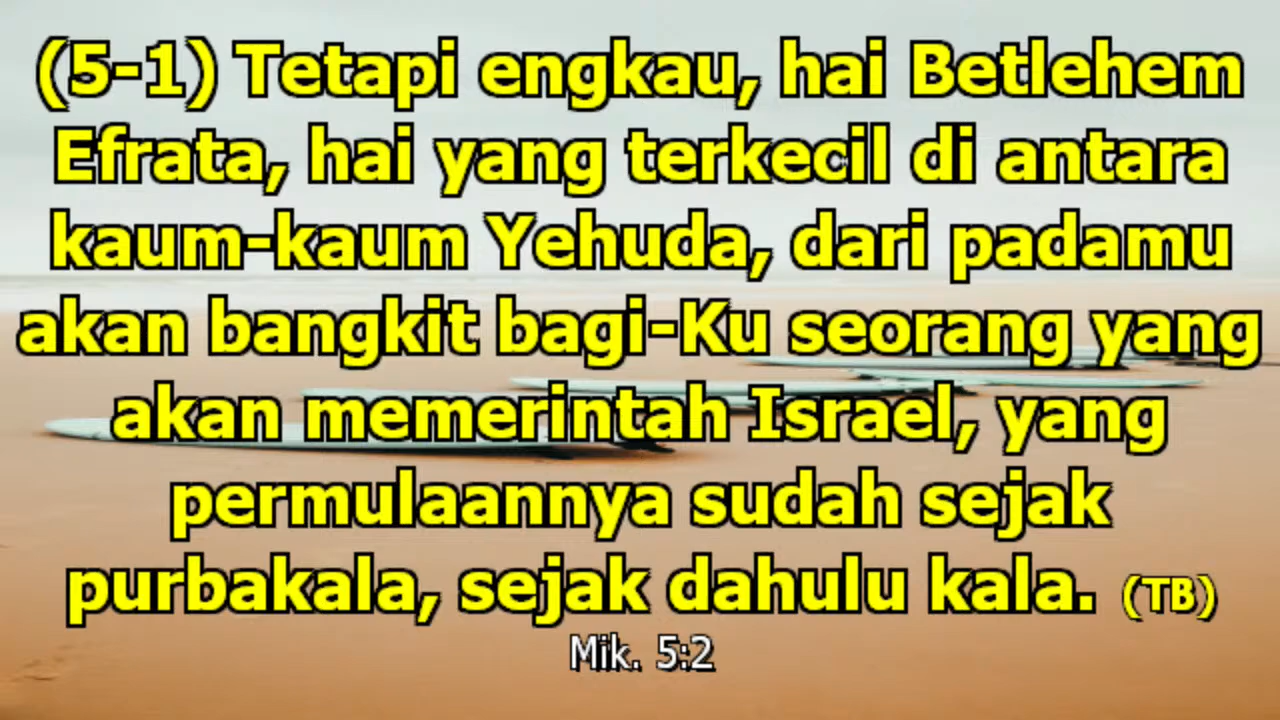 (5-1) Tetapi engkau, hai Betlehem
Efrata, hai yang terkecil di antara
kaum-kaum Yehuda, dari padamu
akan bangkit bagi-Ku seorang yang
akan memerintah Israel, yang
permulaannya sudah sejak
purbakala, sejak dahulu kala. (TB)
Mik. 5:2